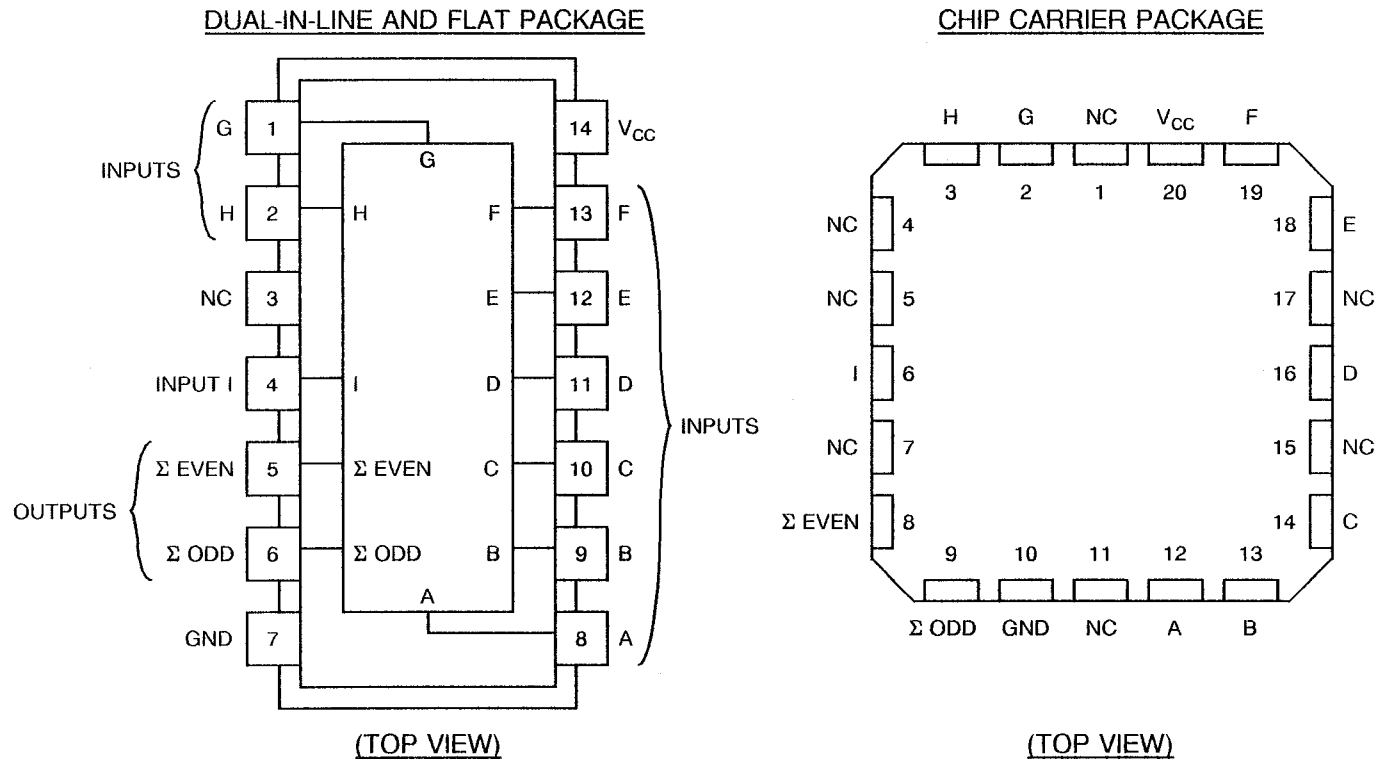 DUAL-IN-LINE AND FLAT PACKAGE
G 1 14 VCC
G
INPUTS
H 2 H F 13 F
NC 3 E 12 E
INPUT I 4 I D 11 D
INPUTS
Σ EVEN 5 Σ EVEN C 10 C
OUTPUTS
Σ ODD 6 Σ ODD B 9 B
A
GND 7 8 A
(TOP VIEW)
CHIP CARRIER PACKAGE
H G NC VCC F
3 2 1 20 19
NC 4 18 E
NC 5 17 NC
I 6 16 D
NC 7 15 NC
Σ EVEN 8 14 C
9 10 11 12 13
Σ ODD GND NC A B
(TOP VIEW)